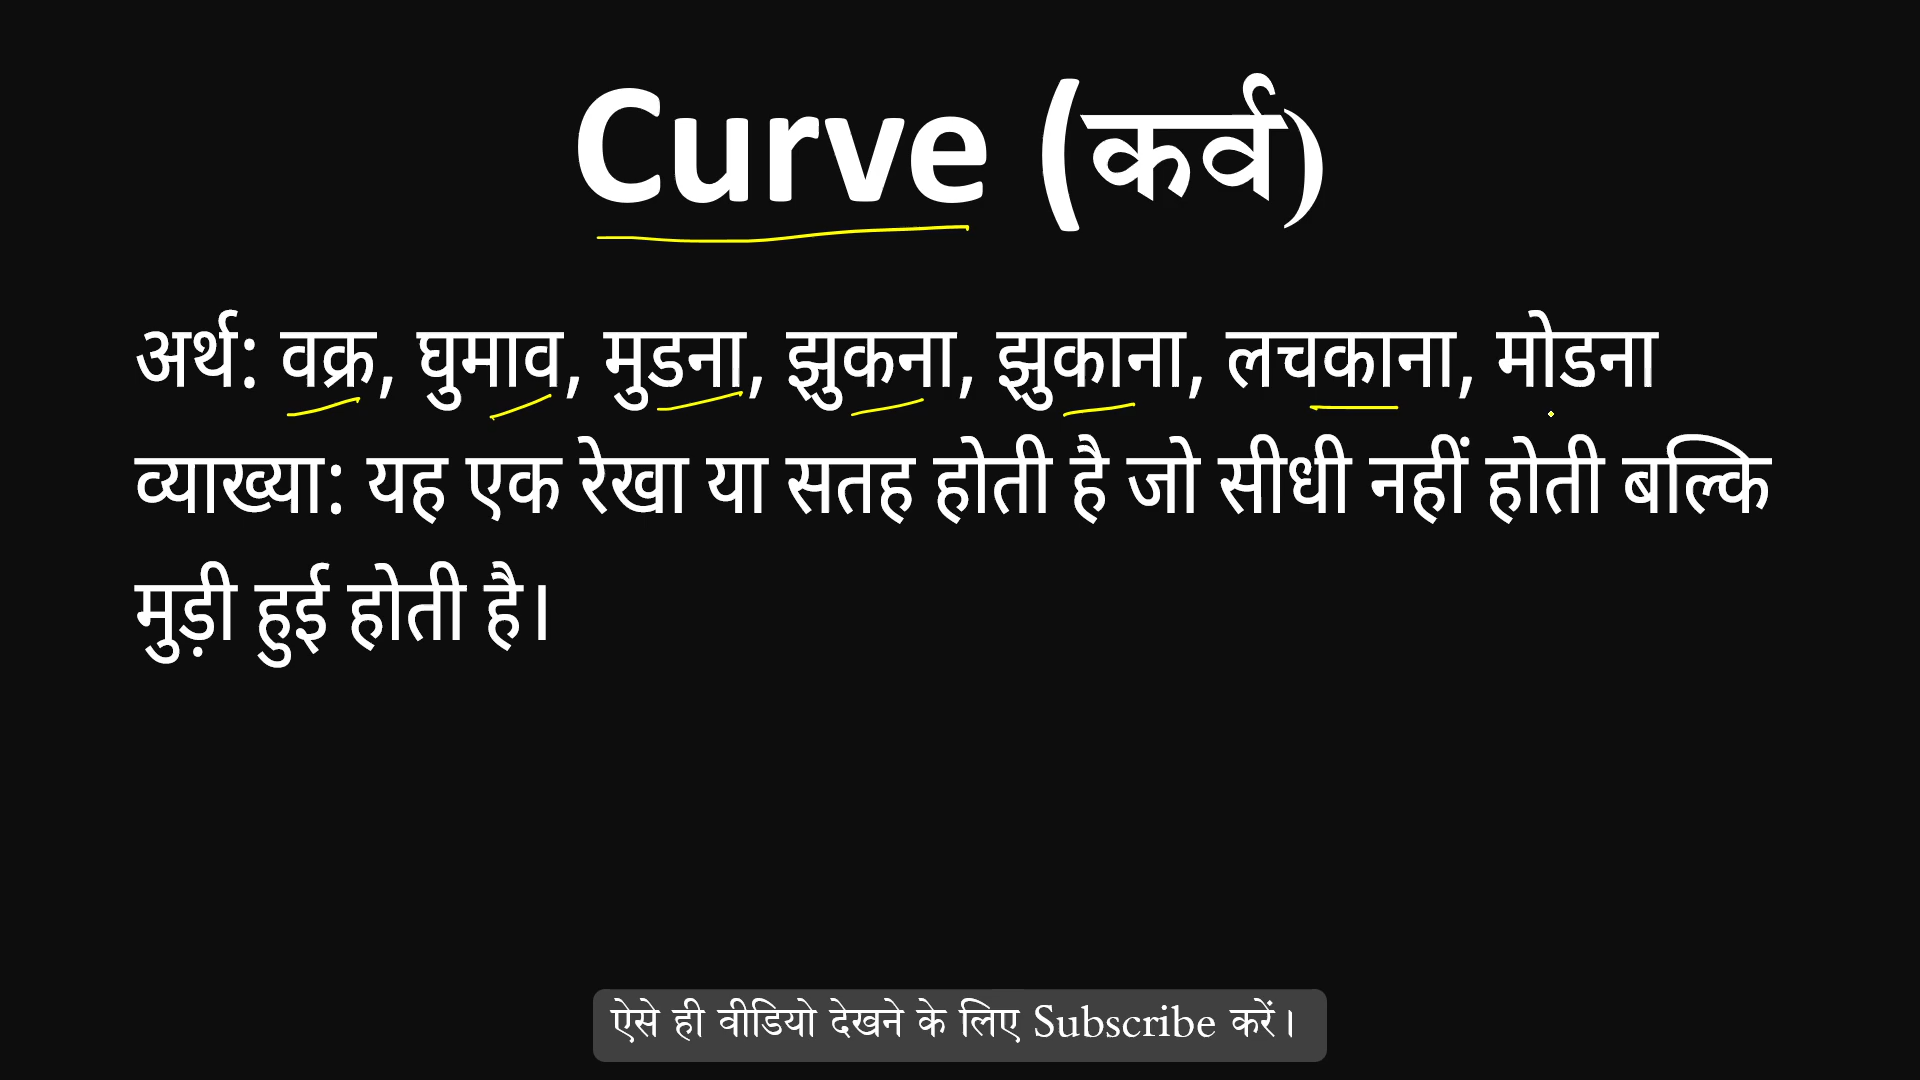 Curve (कर्व)
अर्थ: वक्र, घुमाव, मुडना, झुकना, झुकाना, लचकाना, मोडना
व्याख्या: यह एक रेखा या सतह होती है जो सीधी नहीं होती बल्कि
मुड़ी हुई होती है।
ऐसे ही वीडियो देखने के लिए Subscribe करें।